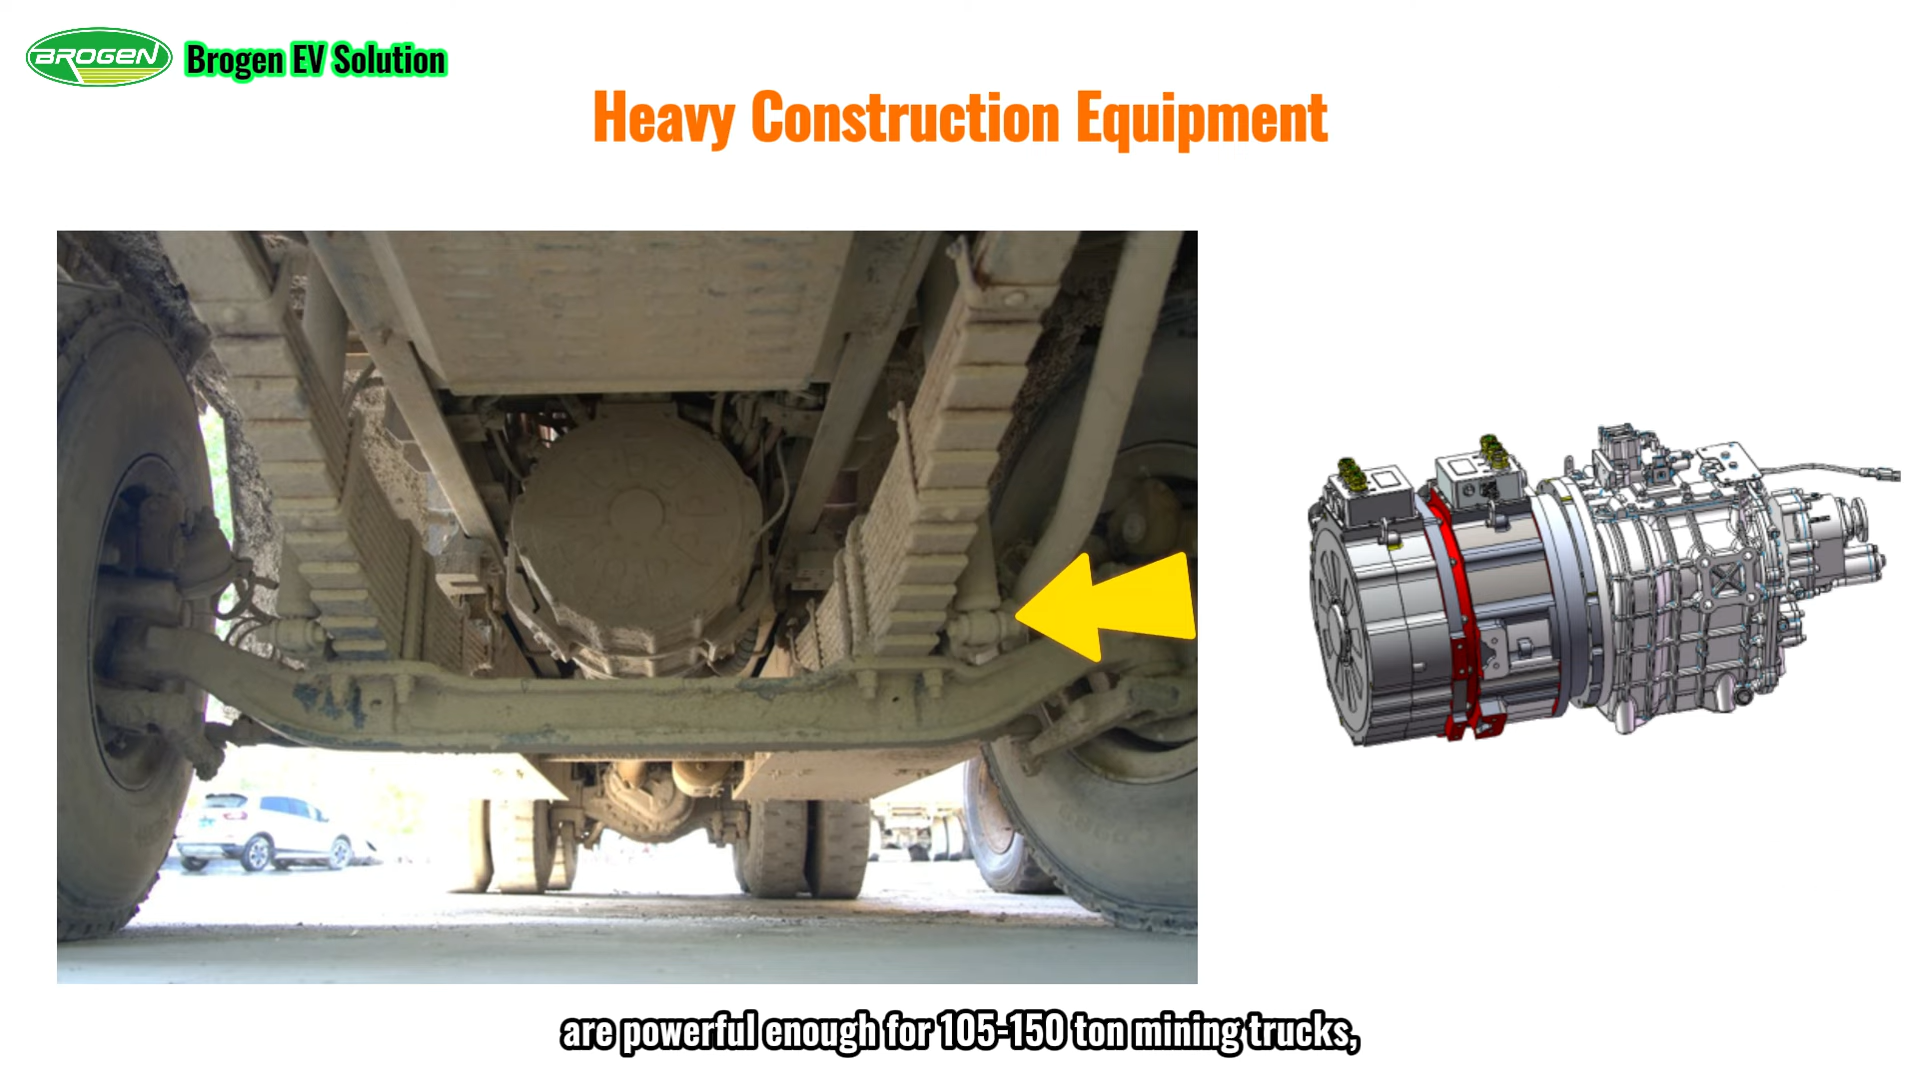 BROGEN
Brogen EV Solution
Heavy Construction Equipment
are powerful enough for 105-150 ton mining trucks,